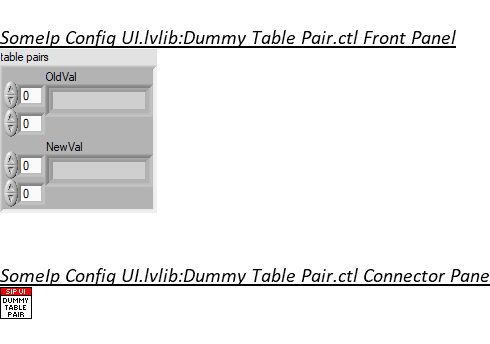 SomeIp Config UI.lvlib:Dummy Table Pair.ctl Front Panel
table pairs
OldVal
0
0
NewVal
0
0
SomeIp Config UI.lvlib:Dummy Table Pair.ctl Connector Pane
SIP UI
DUMMY
TABLE
PAIR